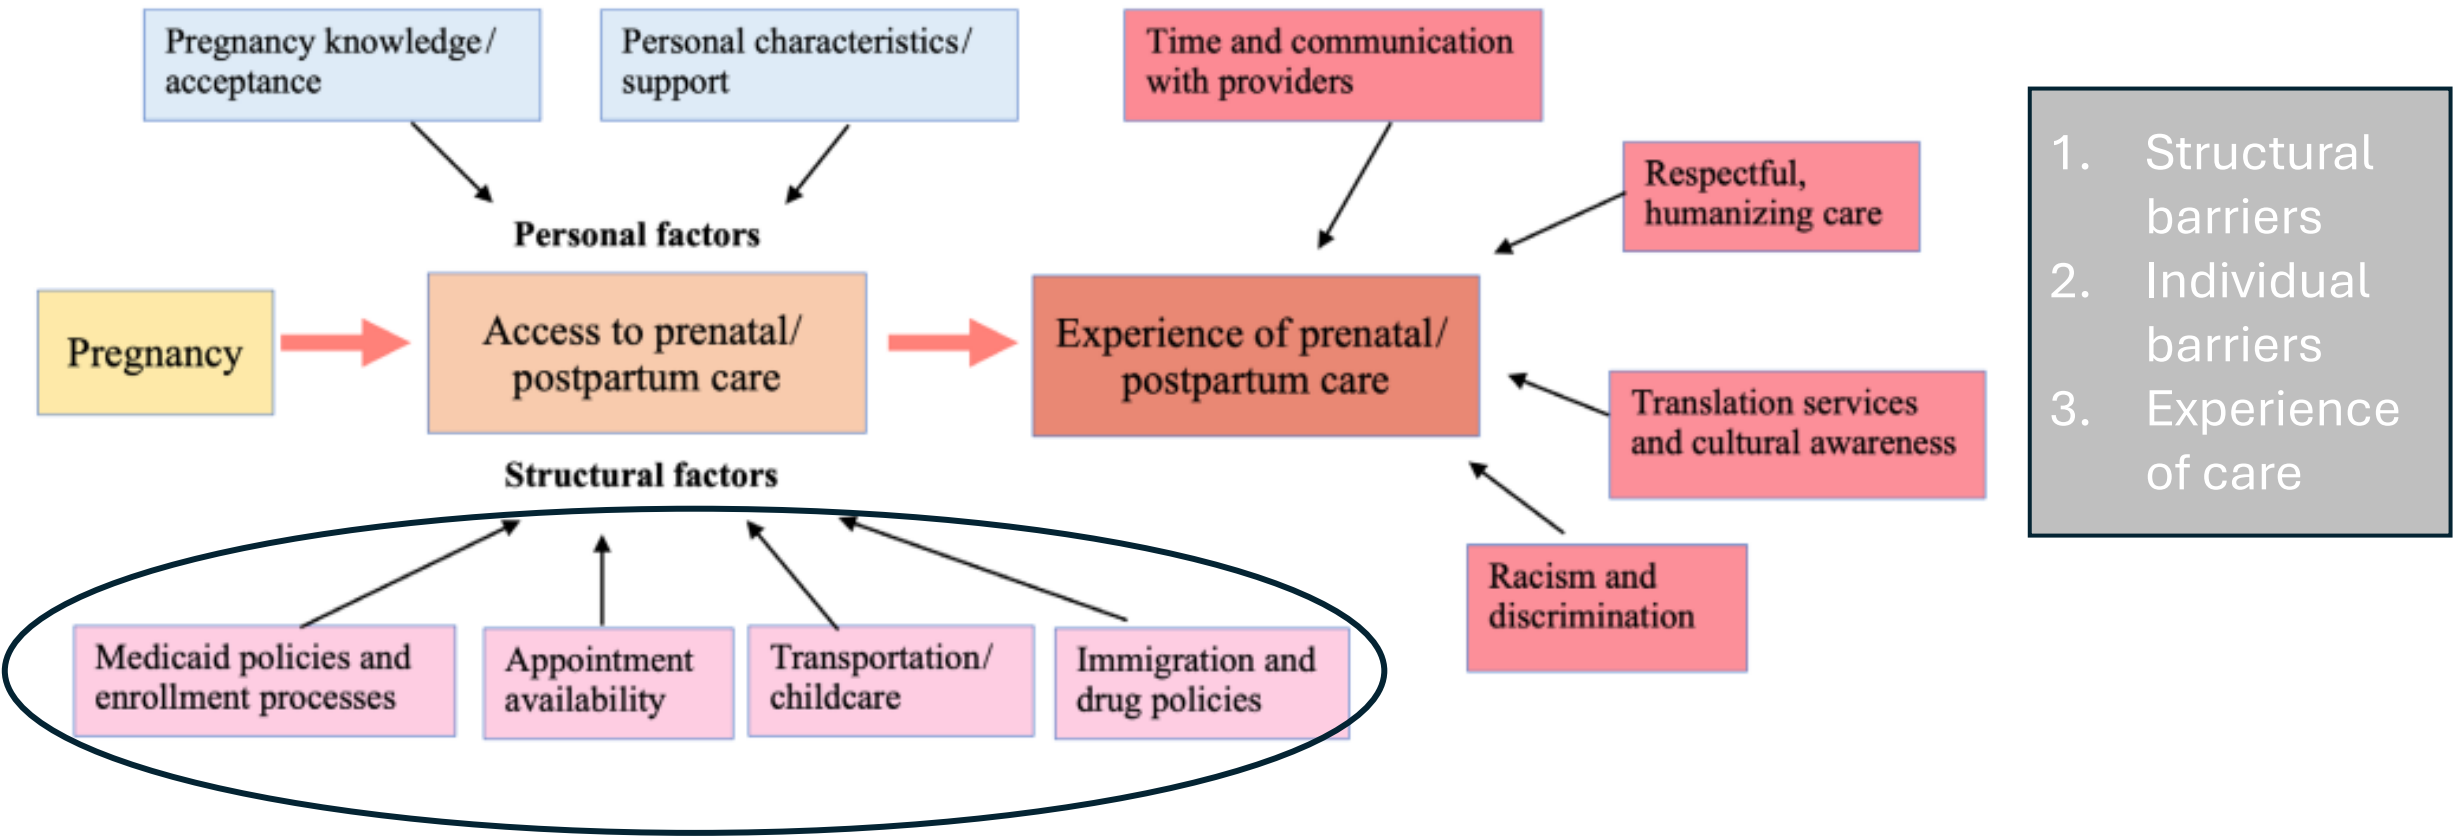 Pregnancy knowledge/
acceptance
Personal characteristics/
support
Time and communication
with providers
Respectful,
humanizing care
Personal factors
Pregnancy
Access to prenatal/
postpartum care
Experience of prenatal/
postpartum care
Translation services
and cultural awareness
Structural factors
Racism and
discrimination
Medicaid policies and
enrollment processes
Appointment
availability
Transportation/
childcare
Immigration and
drug policies
1. Structural
barriers
2. Individual
barriers
3. Experience
of care